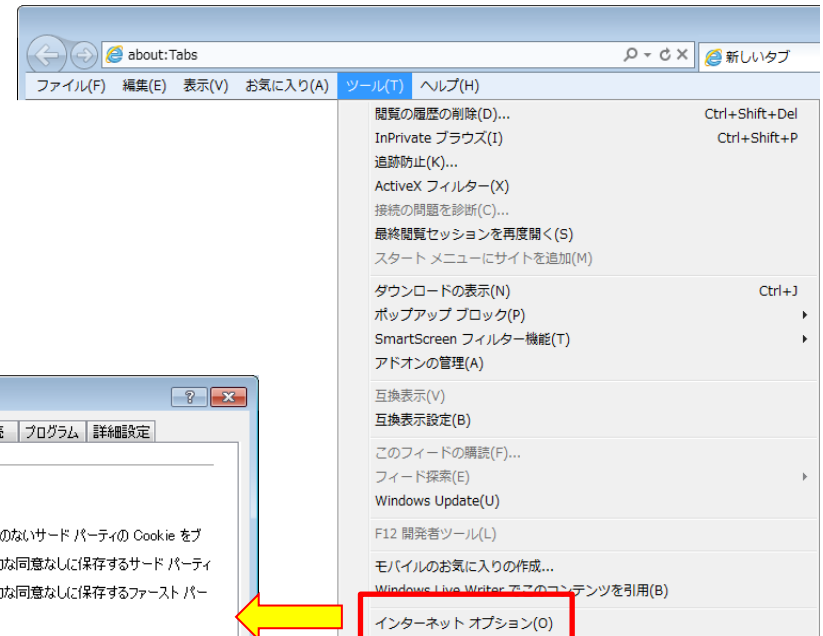 about:Tabs
新しいタブ
ファイル(F) 編集(E) 表示(V) お気に入り(A) ツール(T) ヘルプ(H)
閲覧の履歴の削除(D)... Ctrl+Shift+Del
InPrivate ブラウズ(I) Ctrl+Shift+P
追跡防止(K)...
ActiveX フィルター(X)
接続の問題を診断(C)...
最終閲覧セッションを再度開く(S)
スタート メニューにサイトを追加(M)
ダウンロードの表示(N) Ctrl+J
ポップアップ ブロック(P)
SmartScreen フィルター機能(T)
アドオンの管理(A)
互換表示(V)
互換表示設定(B)
このフィードの購読(F)...
フィード探索(E)
Windows Update(U)
F12 開発者ツール(L)
モバイルのお気に入りの作成...
Windows Live Writer でこのコンテンツを引用(B)
インターネット オプション(O)
プログラム 詳細設定
のないサード パーティの Cookie をブ
な同意なしに保存するサード パーティ
な同意なしに保存するファースト パー